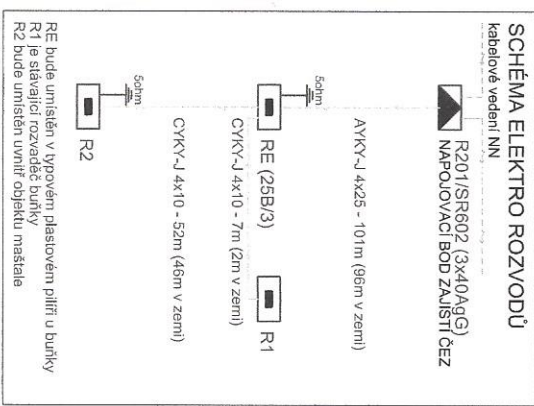 SCHÉMA ELEKTRO ROZVODŮ
kabelové vedení NN
R201/SR602 (3x40AgG)
NAPOJOVACÍ BOD ZAJISTÍ ČEZ
AYKY-J 4x25 - 101m (96m v zemi)
5ohm
RE (25B/3)
R1
CYKY-J 4x10 - 7m (2m v zemi)
CYKY-J 4x10 - 52m (46m v zemi)
5ohm
R2
RE bude umístěn v typovém plastovém pilíři u buňky
R1 je stávající rozvaděč buňky
R2 bude umístěn uvnitř objektu maštale